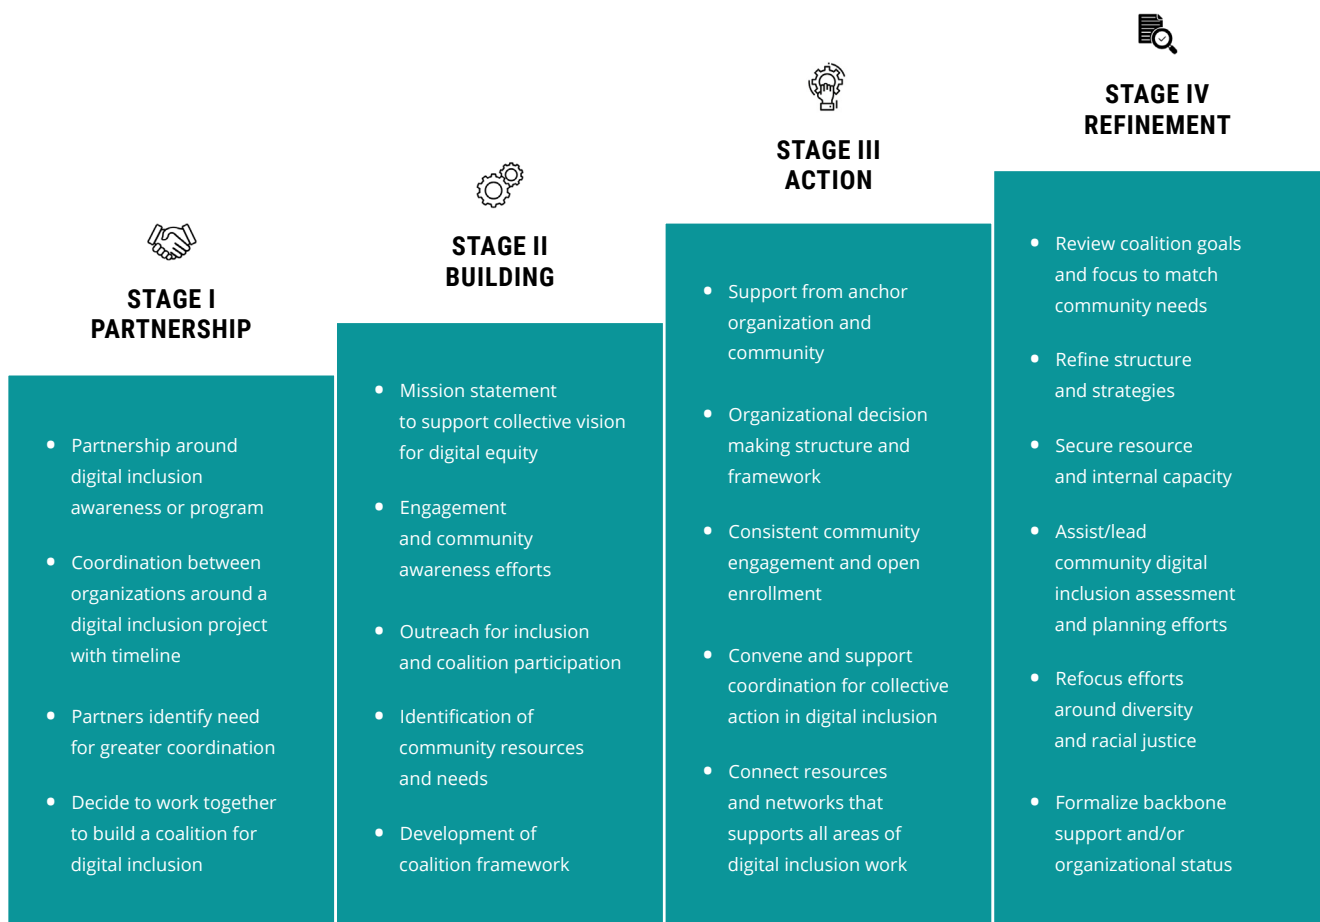 STAGE I
PARTNERSHIP
• Partnership around
digital inclusion
awareness or program
• Coordination between
organizations around a
digital inclusion project
with timeline
• Partners identify need
for greater coordination
• Decide to work together
to build a coalition for
digital inclusion
STAGE II
BUILDING
• Mission statement
to support collective vision
for digital equity
• Engagement
and community
awareness efforts
• Outreach for inclusion
and coalition participation
• Identification of
community resources
and needs
• Development of
coalition framework
STAGE III
ACTION
• Support from anchor
organization and
community
• Organizational decision
making structure and
framework
• Consistent community
engagement and open
enrollment
• Convene and support
coordination for collective
action in digital inclusion
• Connect resources
and networks that
supports all areas of
digital inclusion work
STAGE IV
REFINEMENT
• Review coalition goals
and focus to match
community needs
• Refine structure
and strategies
• Secure resource
and internal capacity
• Assist/lead
community digital
inclusion assessment
and planning efforts
• Refocus efforts
around diversity
and racial justice
• Formalize backbone
support and/or
organizational status